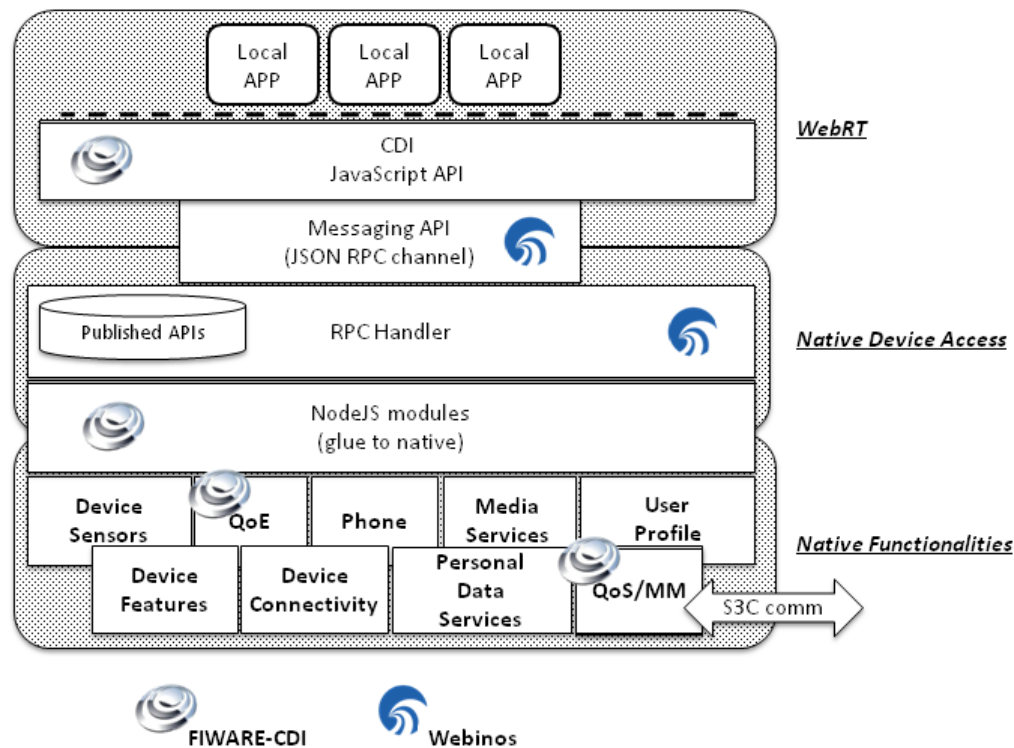 Local
APP
Local
APP
Local
APP
CDI
JavaScript API
WebRT
Messaging API
(JSON RPC channel)
Published APIs
RPC Handler
Native Device Access
NodeJS modules
(glue to native)
Device
Sensors
QoE
Phone
Media
Services
User
Profile
Native Functionalities
Device
Features
Device
Connectivity
Personal
Data
Services
QoS/MM
S3C comm
FIWARE-CDI
Webinos